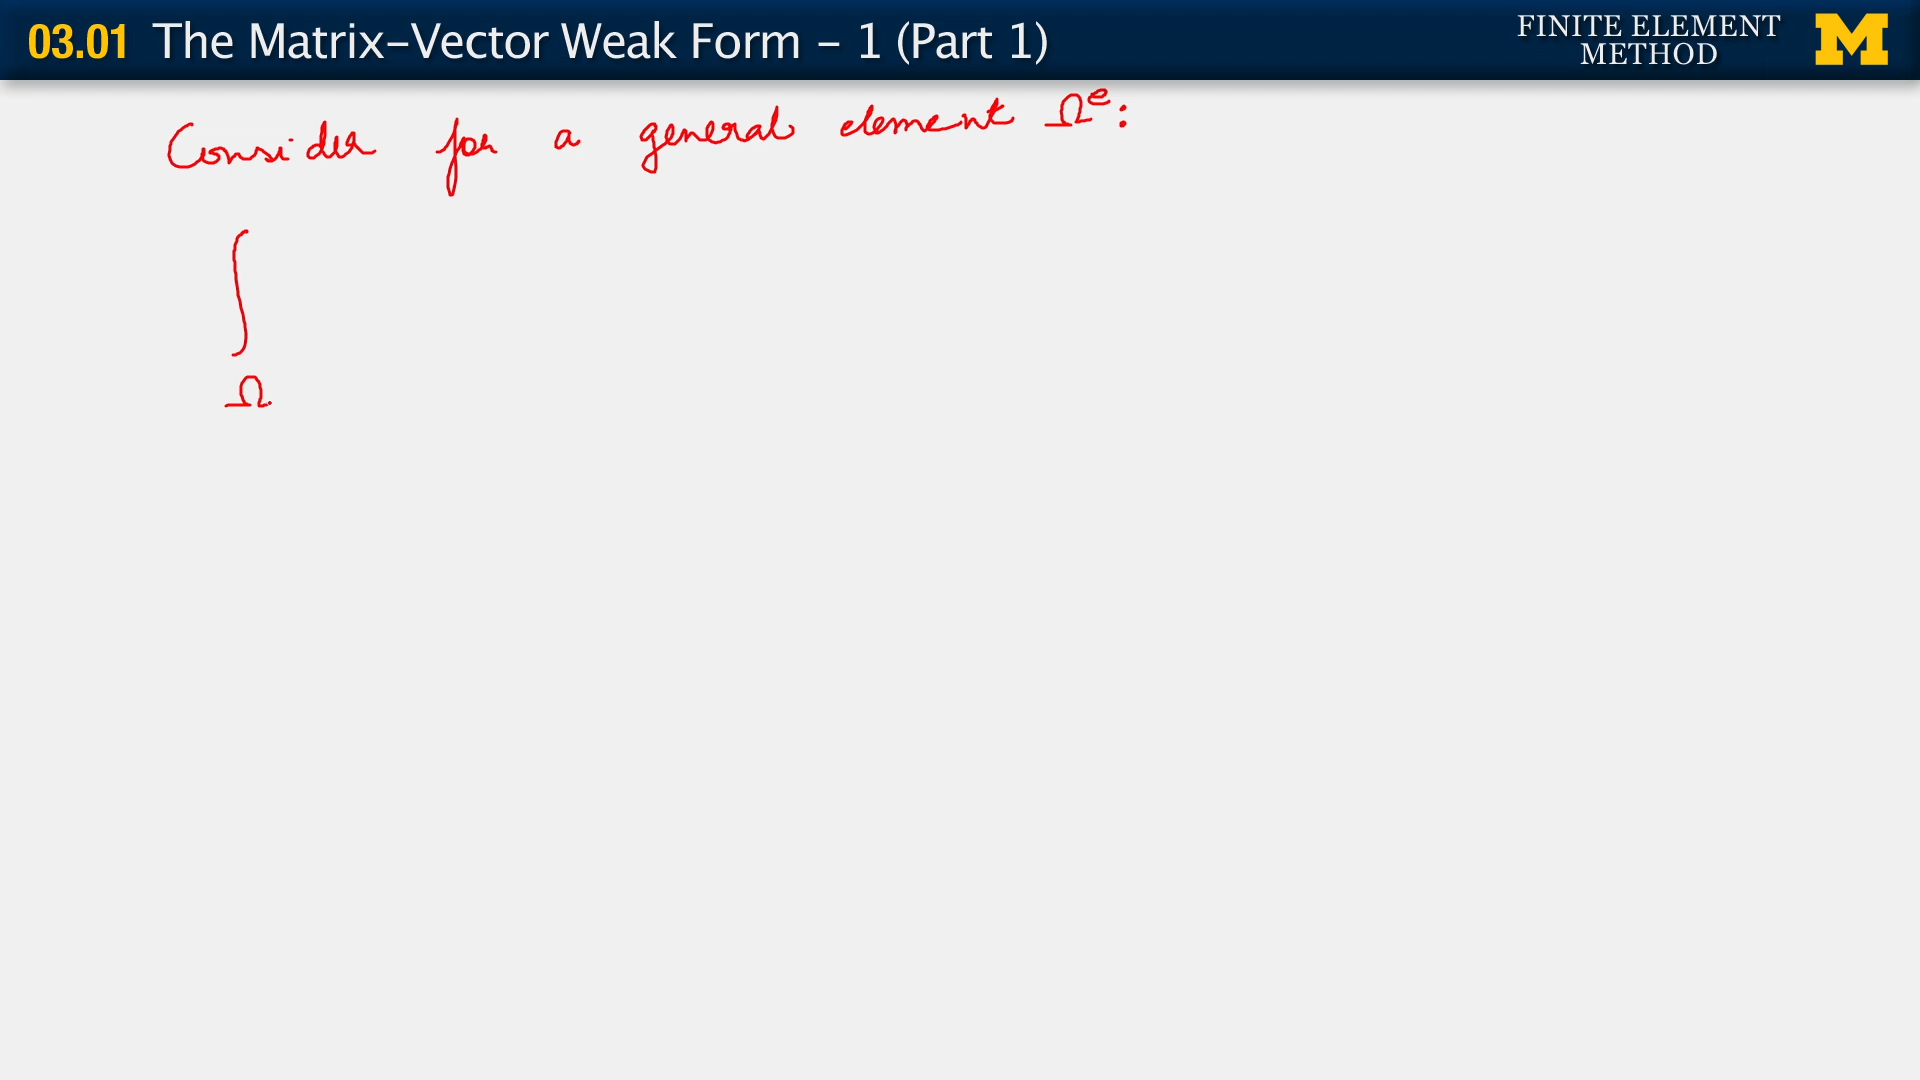 03.01 The Matrix–Vector Weak Form – 1 (Part 1)
FINITE ELEMENT
METHOD
M
Consider for a general element Ωᵉ:
∫
Ω